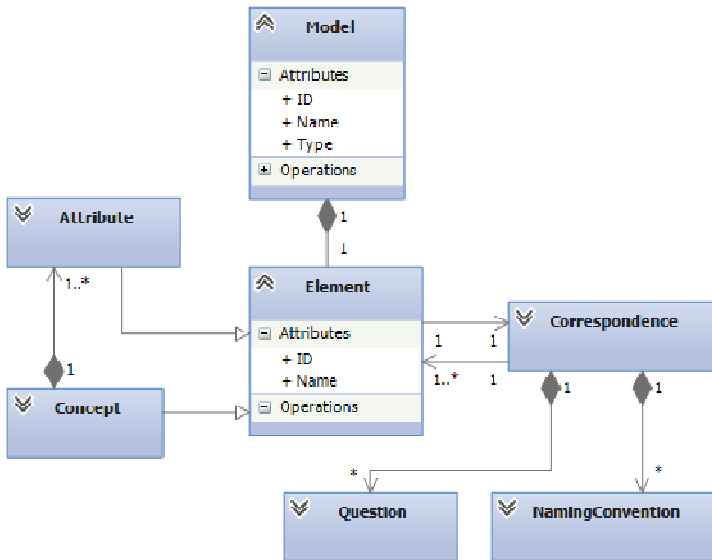 Model
Attributes
+ ID
+ Name
+ Type
Operations
1
1
Attribute
1..*
1
Concept
Element
Attributes
+ ID
+ Name
Operations
1
1
1..*
1
Correspondence
1
1
*
*
Question
NamingConvention